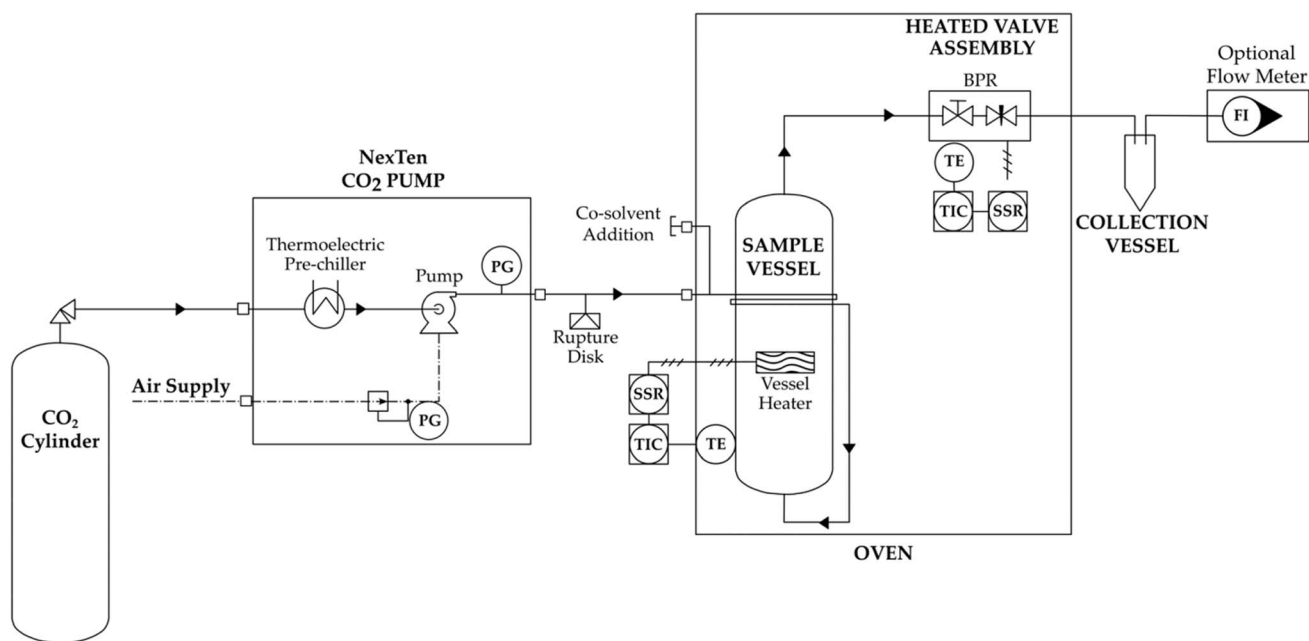 HEATED VALVE
ASSEMBLY
BPR
Optional
Flow Meter
FI
NexTen
CO₂ PUMP
TE
Co-solvent
Addition
TIC
SSR
COLLECTION
VESSEL
SAMPLE
VESSEL
Thermoelectric
Pre-chiller
Pump
PG
Rupture
Disk
Vessel
Heater
Air Supply
PG
SSR
TIC
TE
CO₂
Cylinder
OVEN